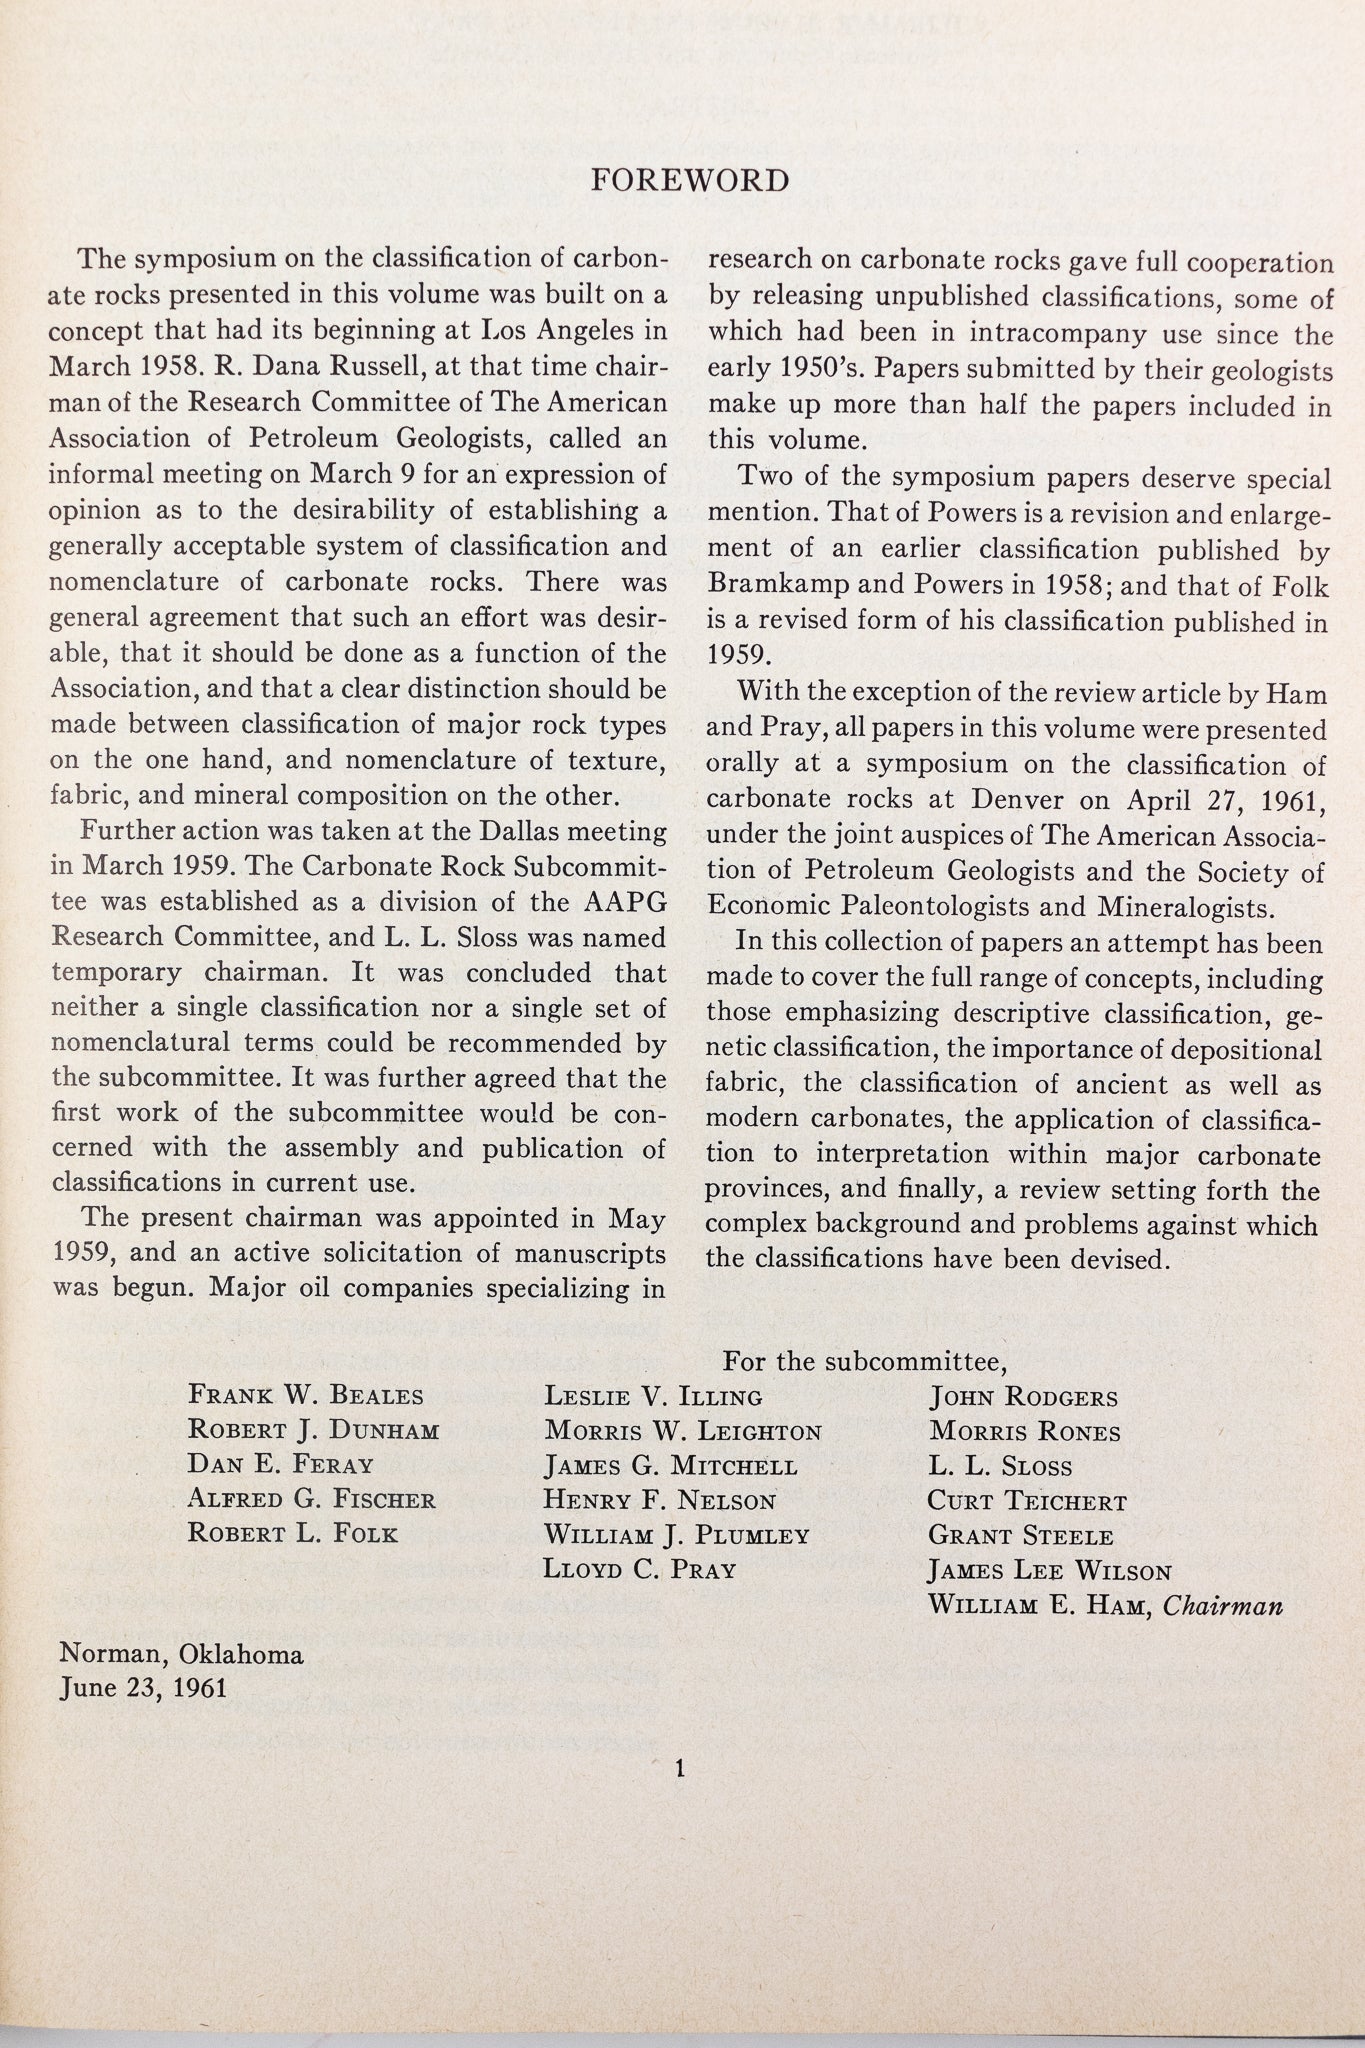 FOREWORD
The symposium on the classification of carbon-
ate rocks presented in this volume was built on a
concept that had its beginning at Los Angeles in
March 1958. R. Dana Russell, at that time chair-
man of the Research Committee of The American
Association of Petroleum Geologists, called an
informal meeting on March 9 for an expression of
opinion as to the desirability of establishing a
generally acceptable system of classification and
nomenclature of carbonate rocks. There was
general agreement that such an effort was desir-
able, that it should be done as a function of the
Association, and that a clear distinction should be
made between classification of major rock types
on the one hand, and nomenclature of texture,
fabric, and mineral composition on the other.
Further action was taken at the Dallas meeting
in March 1959. The Carbonate Rock Subcommit-
tee was established as a division of the AAPG
Research Committee, and L. L. Sloss was named
temporary chairman. It was concluded that
neither a single classification nor a single set of
nomenclatural terms could be recommended by
the subcommittee. It was further agreed that the
first work of the subcommittee would be con-
cerned with the assembly and publication of
classifications in current use.
The present chairman was appointed in May
1959, and an active solicitation of manuscripts
was begun. Major oil companies specializing in
research on carbonate rocks gave full cooperation
by releasing unpublished classifications, some of
which had been in intracompany use since the
early 1950's. Papers submitted by their geologists
make up more than half the papers included in
this volume.
Two of the symposium papers deserve special
mention. That of Powers is a revision and enlarge-
ment of an earlier classification published by
Bramkamp and Powers in 1958; and that of Folk
is a revised form of his classification published in
1959.
With the exception of the review article by Ham
and Pray, all papers in this volume were presented
orally at a symposium on the classification of
carbonate rocks at Denver on April 27, 1961,
under the joint auspices of The American Associa-
tion of Petroleum Geologists and the Society of
Economic Paleontologists and Mineralogists.
In this collection of papers an attempt has been
made to cover the full range of concepts, including
those emphasizing descriptive classification, ge-
netic classification, the importance of depositional
fabric, the classification of ancient as well as
modern carbonates, the application of classifica-
tion to interpretation within major carbonate
provinces, and finally, a review setting forth the
complex background and problems against which
the classifications have been devised.
For the subcommittee,
FRANK W. BEALES
ROBERT J. DUNHAM
DAN E. FERAY
ALFRED G. FISCHER
ROBERT L. FOLK
LESLIE V. ILLING
MORRIS W. LEIGHTON
JAMES G. MITCHELL
HENRY F. NELSON
WILLIAM J. PLUMLEY
LLOYD C. PRAY
JOHN RODGERS
MORRIS RONES
L. L. SLOSS
CURT TEICHERT
GRANT STEELE
JAMES LEE WILSON
WILLIAM E. HAM, Chairman
Norman, Oklahoma
June 23, 1961
1